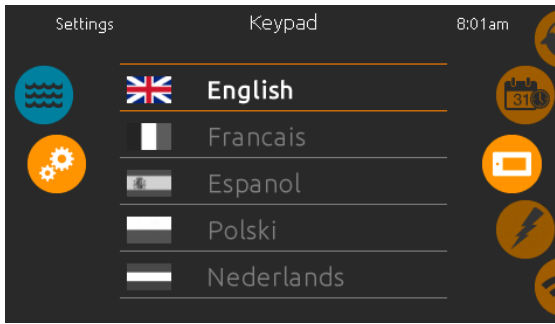 Settings Keypad 8:01am
English
31
Francais
Espanol
Polski
Nederlands